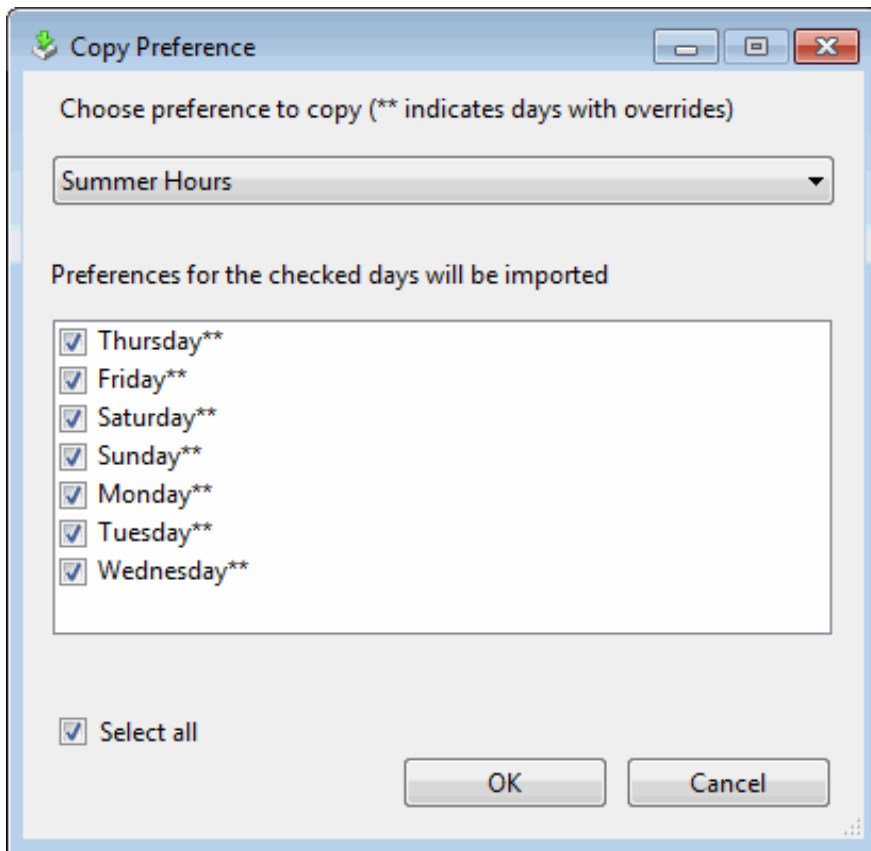 Copy Preference
Choose preference to copy (** indicates days with overrides)
Summer Hours
Preferences for the checked days will be imported
Thursday**
Friday**
Saturday**
Sunday**
Monday**
Tuesday**
Wednesday**
Select all
OK
Cancel